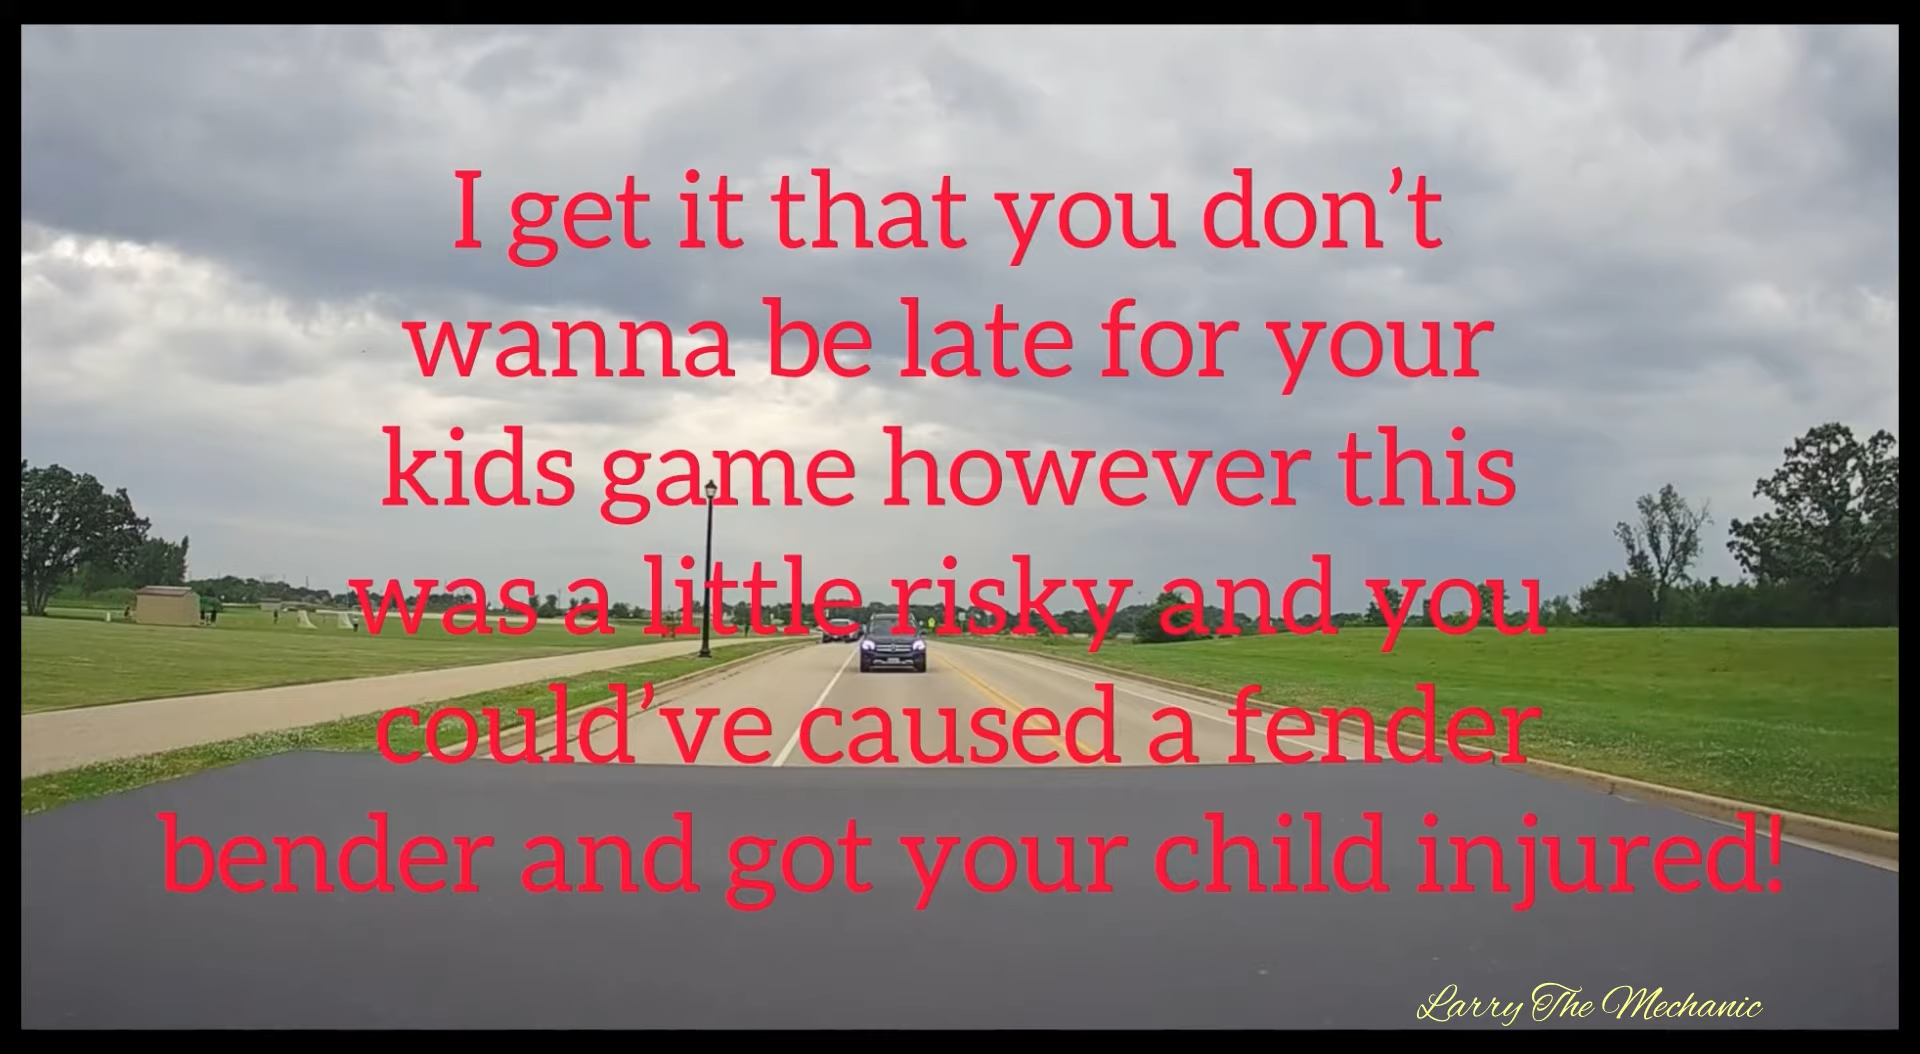 I get it that you don’t
wanna be late for your
kids game however this
was a little risky and you
could’ve caused a fender
bender and got your child injured!
Larry The Mechanic